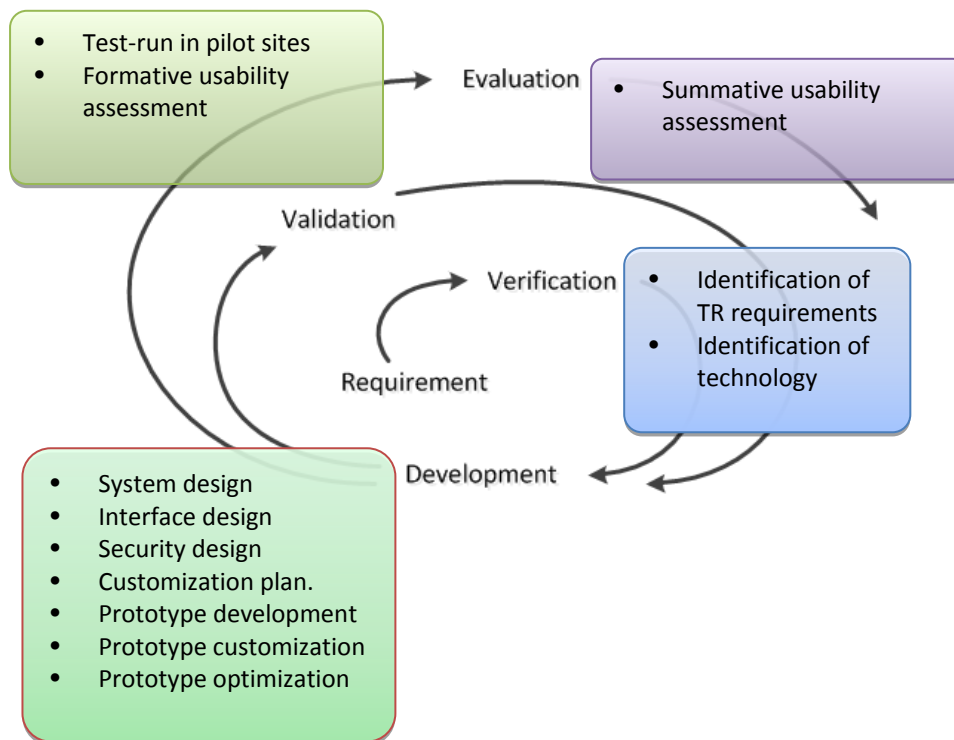 • Test-run in pilot sites
• Formative usability
assessment
Evaluation
• Summative usability
assessment
Validation
Verification
• Identification of
TR requirements
• Identification of
technology
Requirement
Development
• System design
• Interface design
• Security design
• Customization plan.
• Prototype development
• Prototype customization
• Prototype optimization